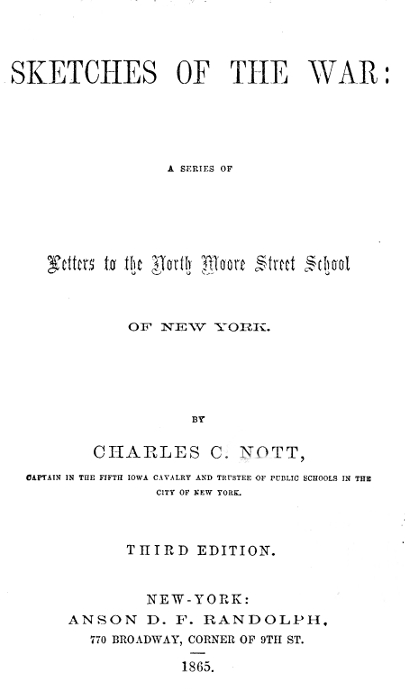 SKETCHES OF THE WAR:
A SERIES OF
Letters to the North Moore Street School
OF NEW YORK.
BY
CHARLES C. NOTT,
CAPTAIN IN THE FIFTH IOWA CAVALRY AND TRUSTEE OF PUBLIC SCHOOLS IN THE
CITY OF NEW YORK.
THIRD EDITION.
NEW-YORK:
ANSON D. F. RANDOLPH,
770 BROADWAY, CORNER OF 9TH ST.
1865.